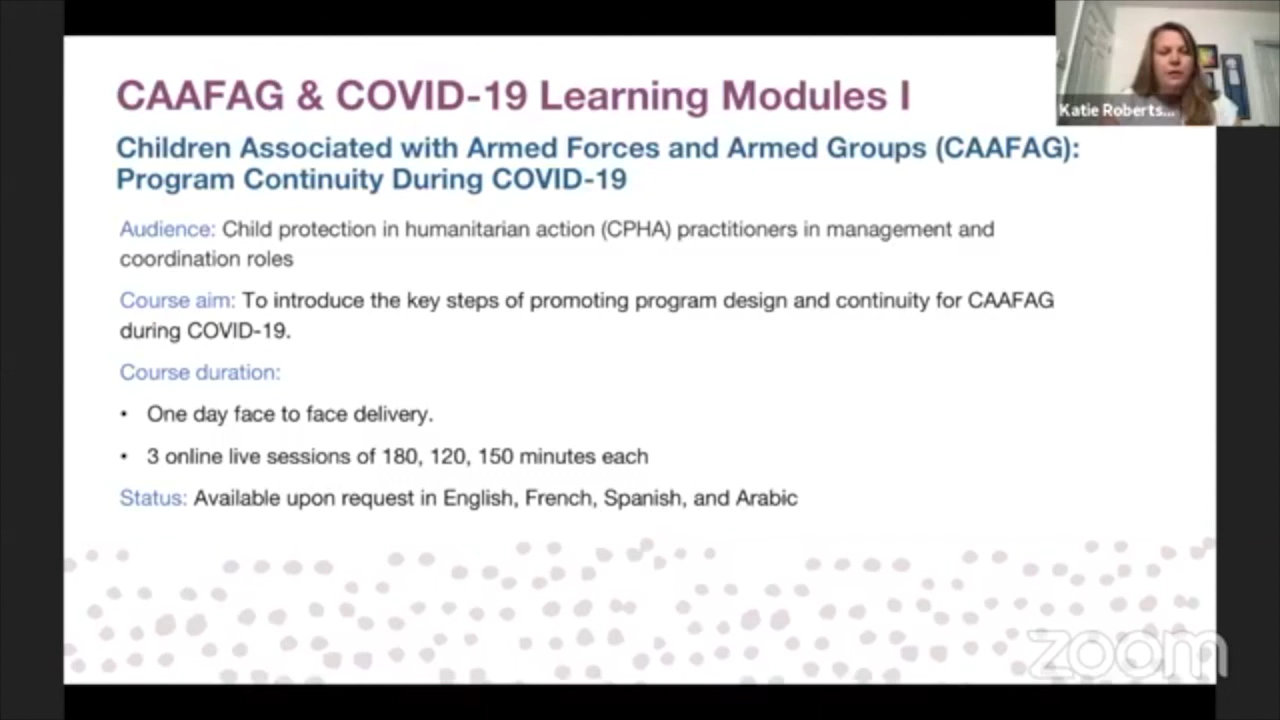 CAAFAG & COVID-19 Learning Modules I
Katie Roberts...
Children Associated with Armed Forces and Armed Groups (CAAFAG):
Program Continuity During COVID-19
Audience: Child protection in humanitarian action (CPHA) practitioners in management and
coordination roles
Course aim: To introduce the key steps of promoting program design and continuity for CAAFAG
during COVID-19.
Course duration:
• One day face to face delivery.
• 3 online live sessions of 180, 120, 150 minutes each
Status: Available upon request in English, French, Spanish, and Arabic
zoom